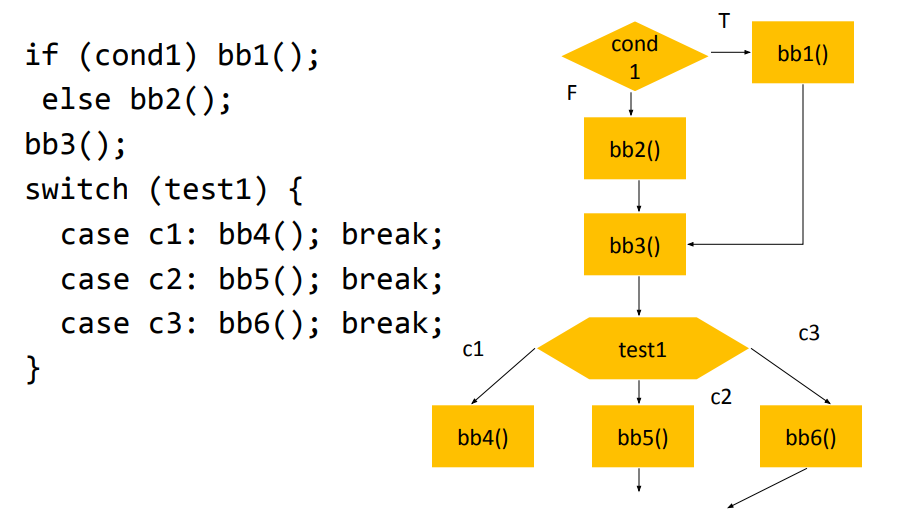 if (cond1) bb1();
else bb2();
bb3();
switch (test1) {
case c1: bb4(); break;
case c2: bb5(); break;
case c3: bb6(); break;
}
T
cond
1
bb1()
F
bb2()
bb3()
c1
test1
c3
c2
bb4()
bb5()
bb6()